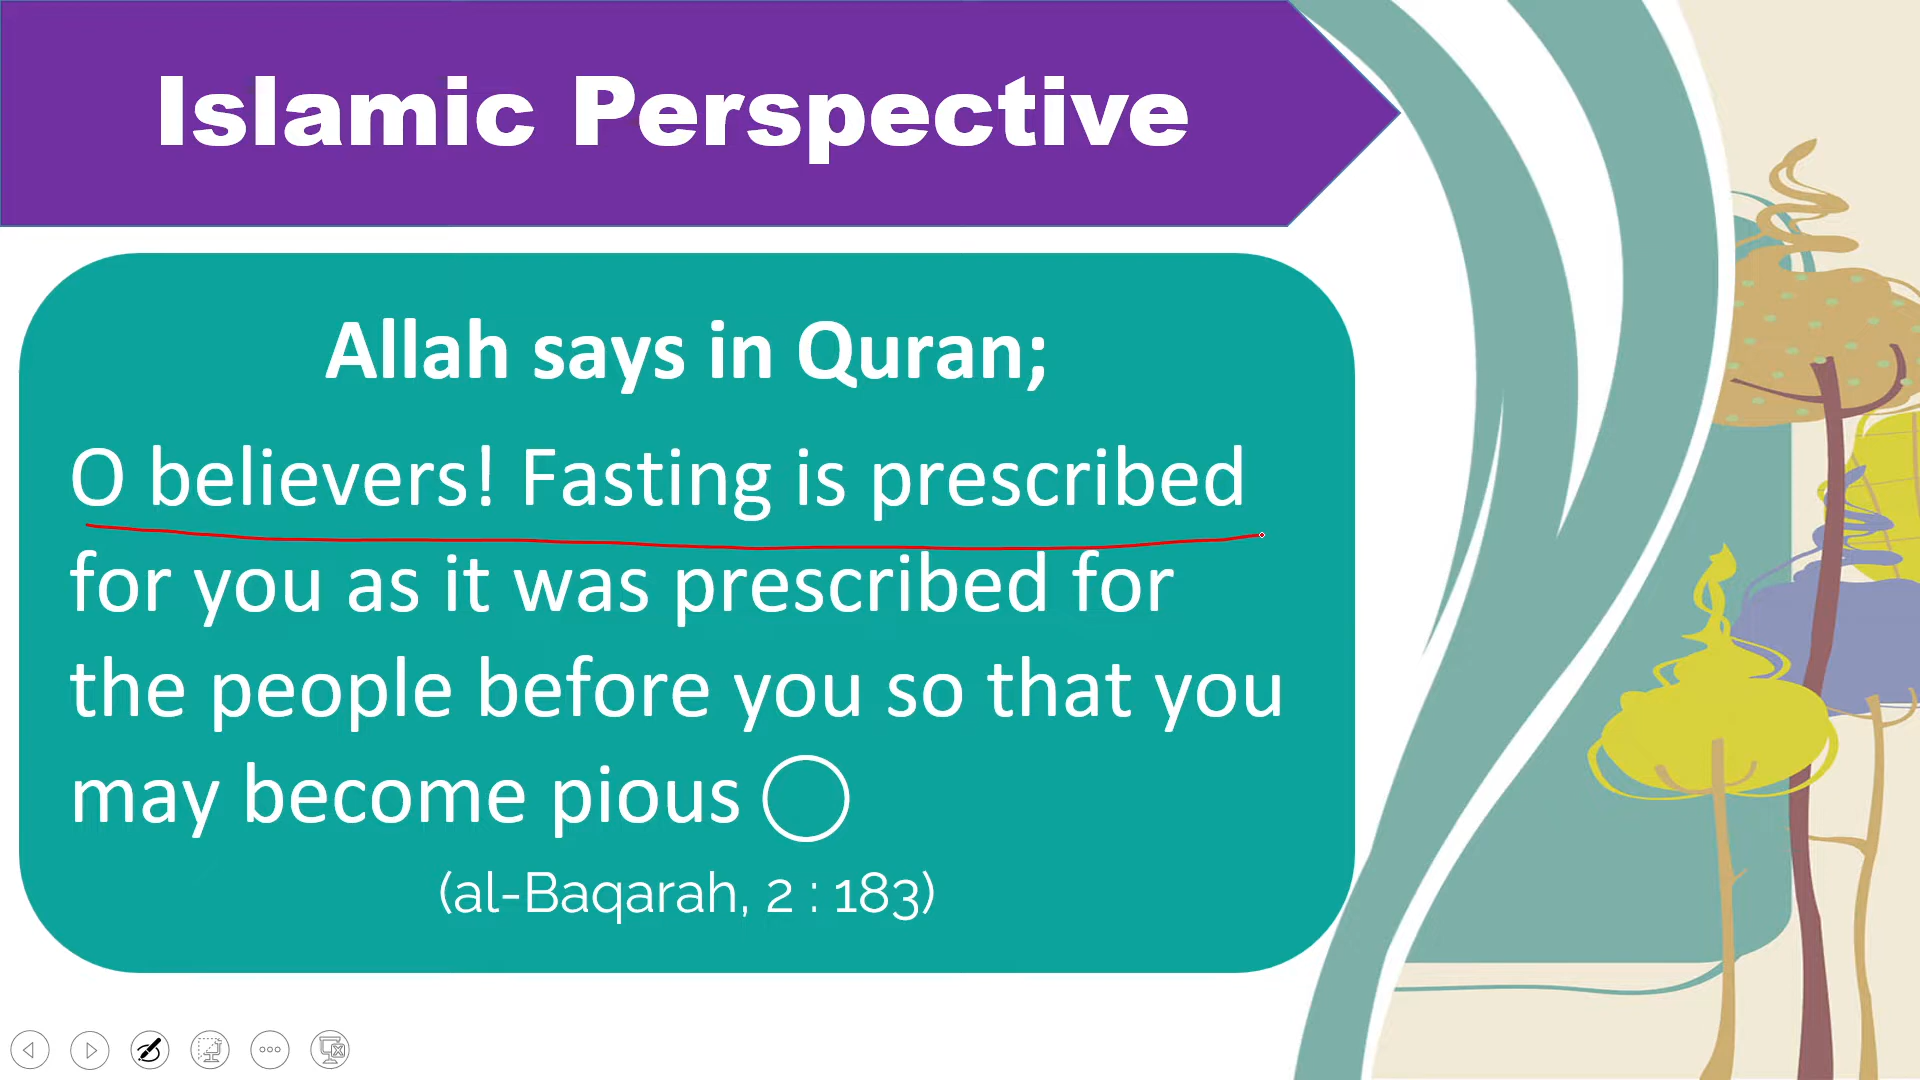 Islamic Perspective
Allah says in Quran;
O believers! Fasting is prescribed
for you as it was prescribed for
the people before you so that you
may become pious
(al-Baqarah, 2 : 183)